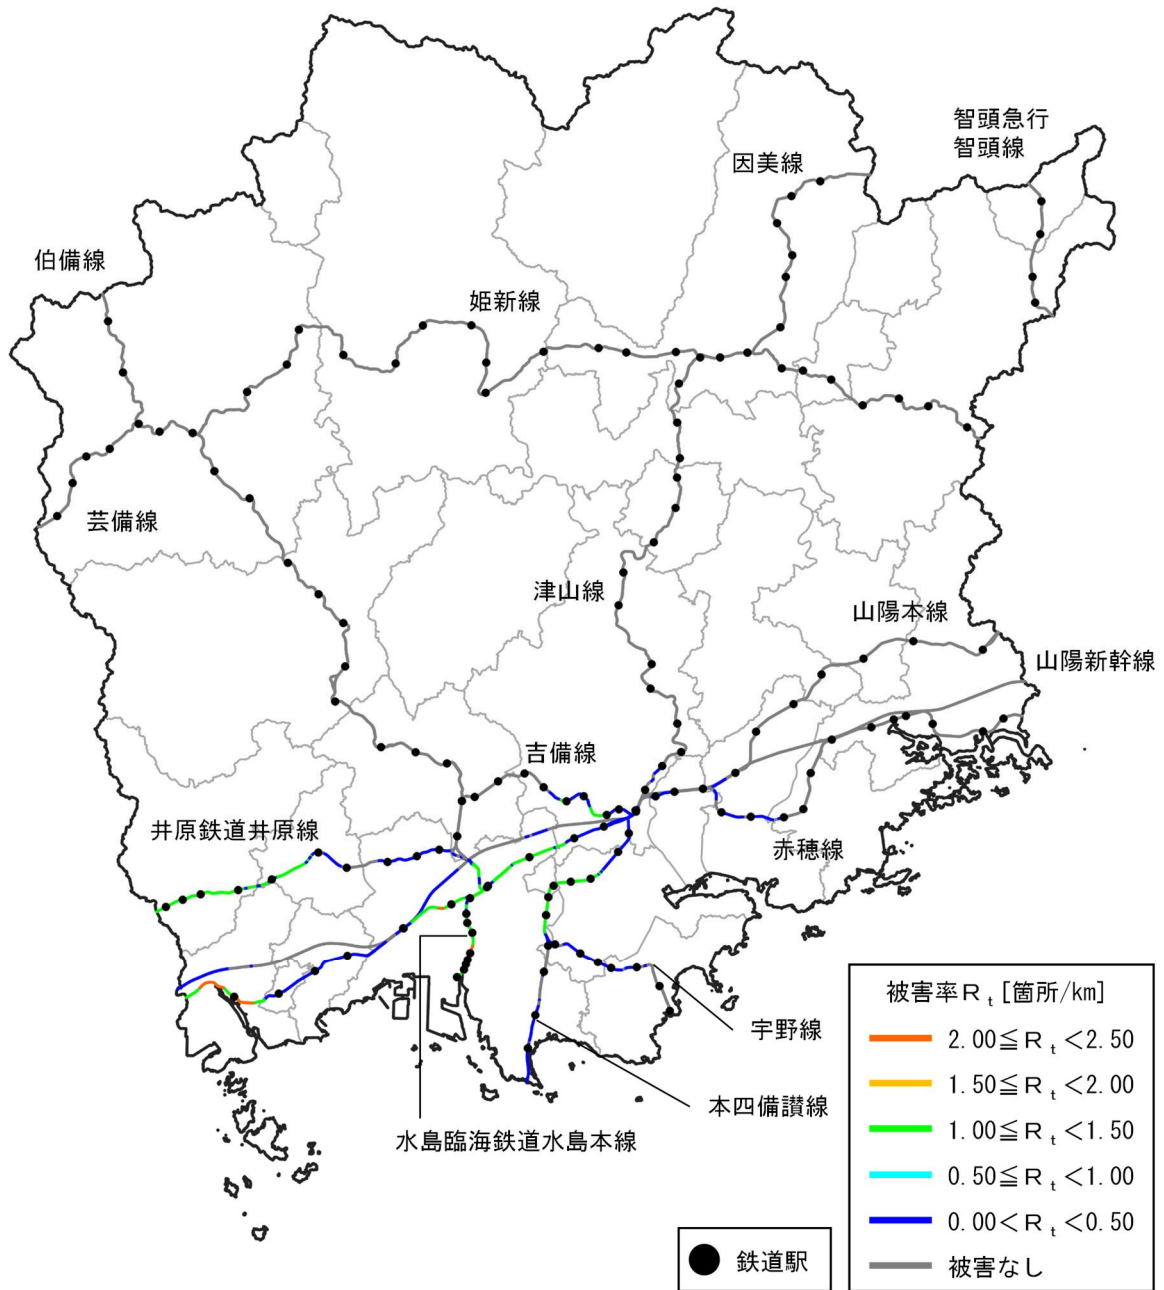 智頭急行
智頭線
因美線
伯備線
姫新線
芸備線
津山線
山陽本線
山陽新幹線
吉備線
井原鉄道井原線
赤穂線
宇野線
本四備讃線
水島臨海鉄道水島本線
被害率Rt[箇所/km]
2.00≦Rt<2.50
1.50≦Rt<2.00
1.00≦Rt<1.50
0.50≦Rt<1.00
0.00<Rt<0.50
被害なし
鉄道駅